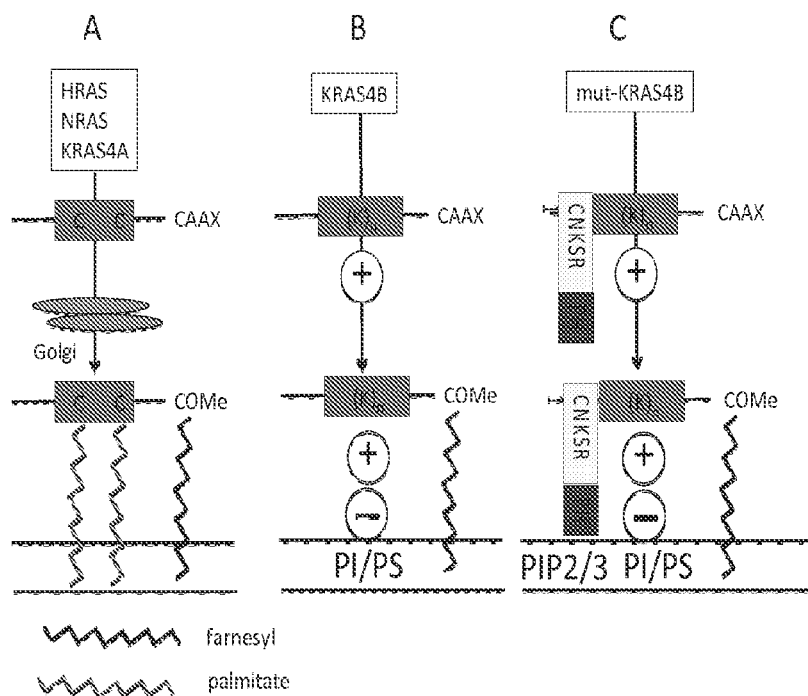 A
B
C
HRAS
NRAS
KRAS4A
KRAS4B
mut-KRAS4B
C C
CAAX
(K)n
CAAX
CNKSR
CAAX
+
+
Golgi
C C
COMe
COMe
CNKSR
COMe
+
-
+
-
PI/PS
PIP2/3 PI/PS
farnesyl
palmitate